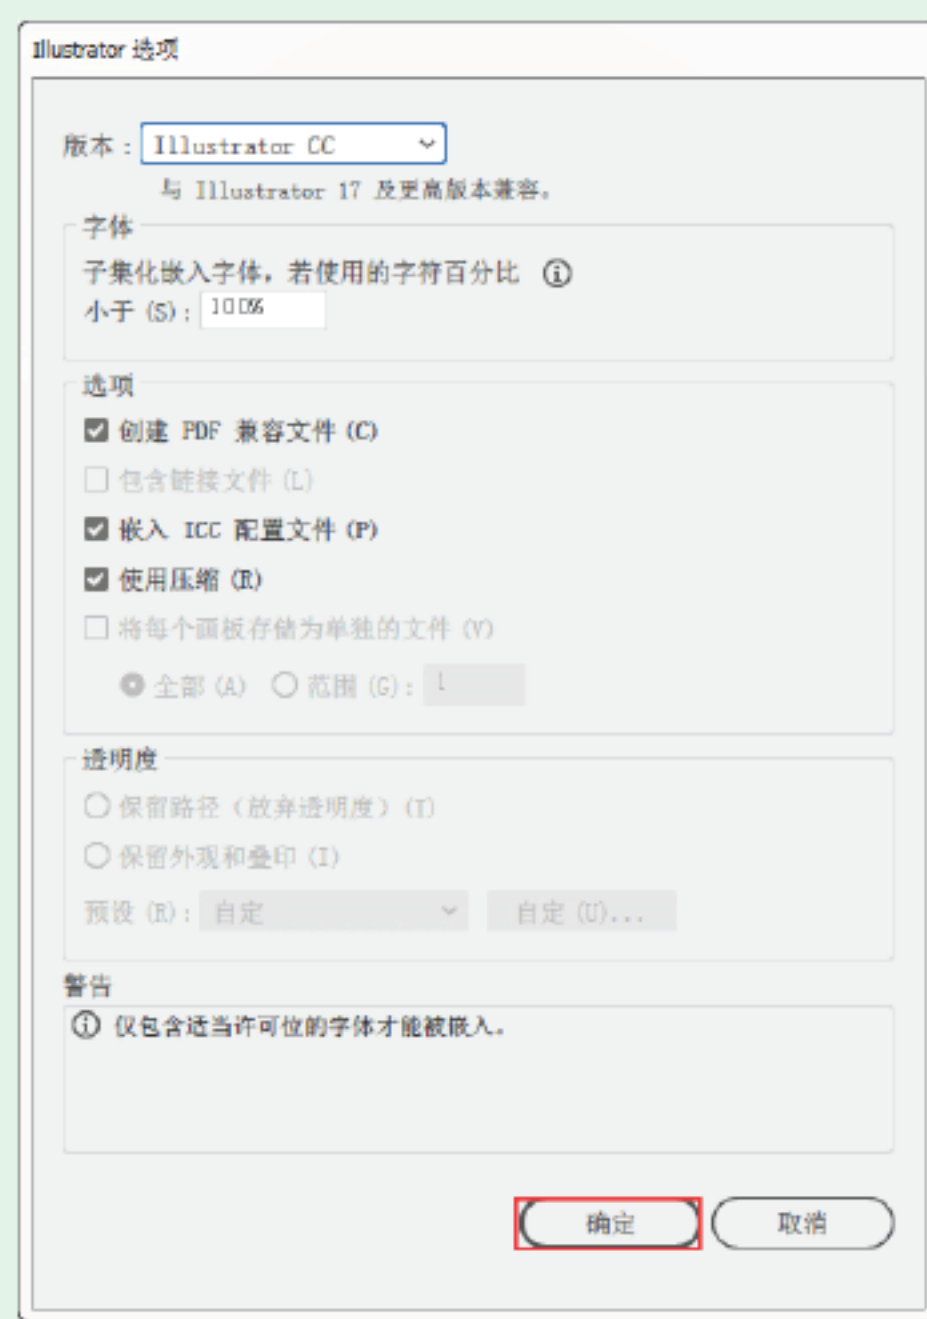 Illustrator 选项
版本：Illustrator CC
与 Illustrator 17 及更高版本兼容。
字体
子集化嵌入字体，若使用的字符百分比
小于 (S)：100%
选项
创建 PDF 兼容文件 (C)
包含链接文件 (L)
嵌入 ICC 配置文件 (P)
使用压缩 (R)
将每个画板存储为单独的文件 (V)
全部 (A) 范围 (G)：1
透明度
保留路径（放弃透明度）(T)
保留外观和叠印 (I)
预设 (R)：自定 自定 (U)...
警告
仅包含适当许可位的字体才能被嵌入。
确定 取消